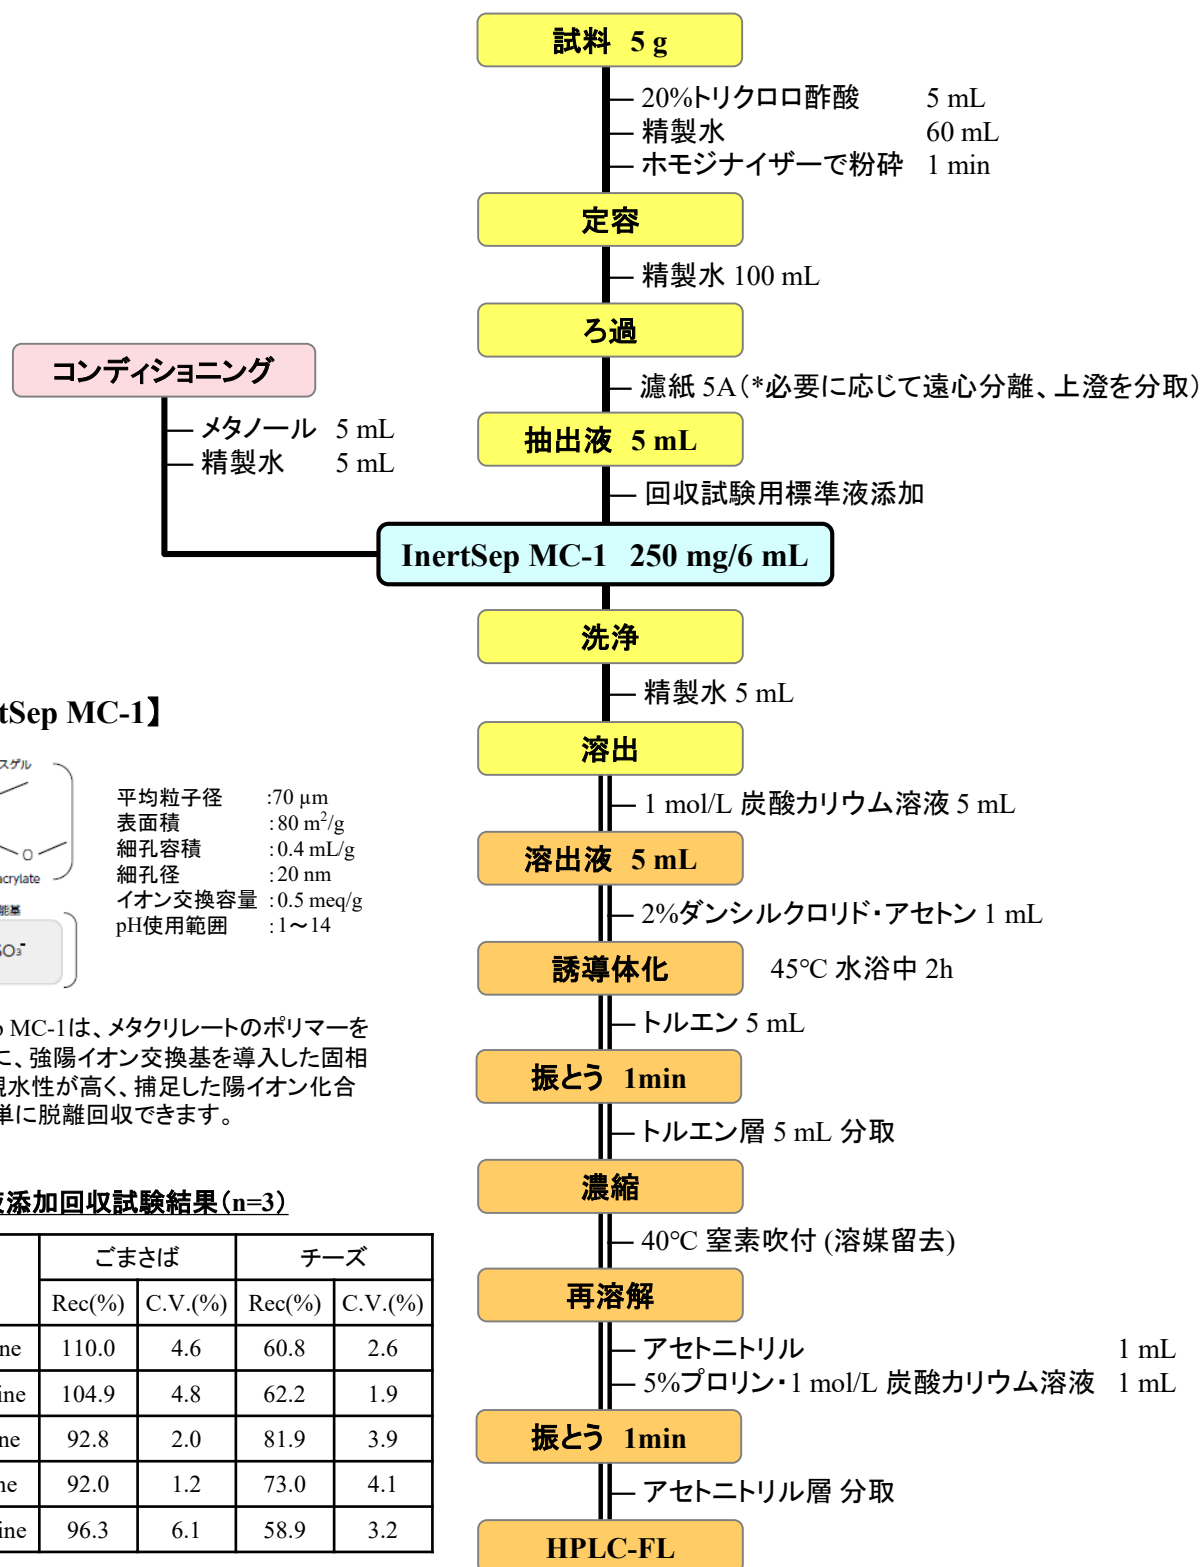 試料 5 g
20%トリクロロ酢酸 5 mL
精製水 60 mL
ホモジナイザーで粉砕 1 min
定容
精製水 100 mL
ろ過
濾紙 5A(*必要に応じて遠心分離、上澄を分取)
抽出液 5 mL
回収試験用標準液添加
コンディショニング
メタノール 5 mL
精製水 5 mL
InertSep MC-1 250 mg/6 mL
洗浄
精製水 5 mL
溶出
1 mol/L 炭酸カリウム溶液 5 mL
溶出液 5 mL
2%ダンシルクロリド・アセトン 1 mL
誘導体化 45℃ 水浴中 2h
トルエン 5 mL
振とう 1min
トルエン層 5 mL 分取
濃縮
40℃ 窒素吹付 (溶媒留去)
再溶解
アセトニトリル 1 mL
5%プロリン・1 mol/L 炭酸カリウム溶液 1 mL
振とう 1min
アセトニトリル層 分取
HPLC-FL
tSep MC-1】
スゲル
O
acrylate
能基
SO₃⁻
平均粒子径 :70 µm
表面積 :80 m²/g
細孔容積 :0.4 mL/g
細孔径 :20 nm
イオン交換容量 :0.5 meq/g
pH使用範囲 :1~14
MC-1は、メタクリレートのポリマーを
に、強陽イオン交換基を導入した固相
親水性が高く、捕足した陽イオン化合
単に脱離回収できます。
添加回収試験結果(n=3)
ごまさば チーズ
Rec(%) C.V.(%) Rec(%) C.V.(%)
ne 110.0 4.6 60.8 2.6
ine 104.9 4.8 62.2 1.9
ne 92.8 2.0 81.9 3.9
ne 92.0 1.2 73.0 4.1
ine 96.3 6.1 58.9 3.2